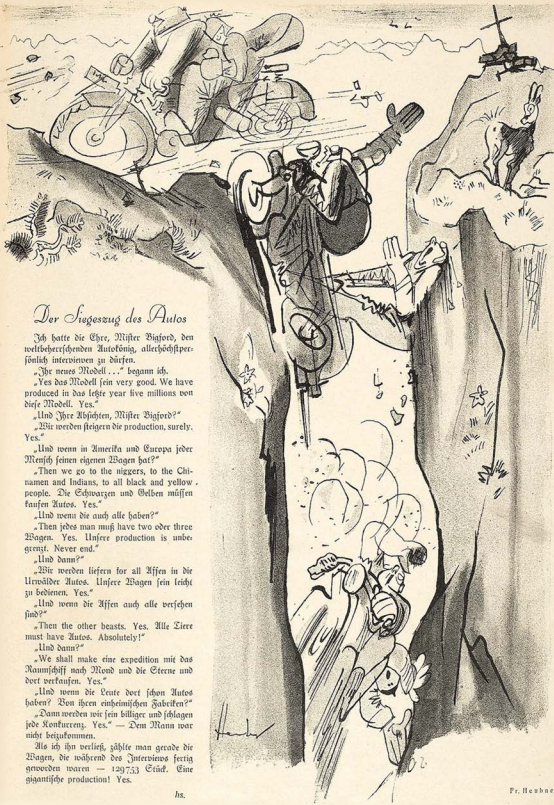 Der Siegeszug des Autos
Ich hatte die Ehre, Mister Bigford, den
weltbeherrschenden Autokönig, allerhöchstper-
sönlich interviewen zu dürfen.
„Ihr neues Modell ...“ begann ich.
„Yes das Modell sein very good. We have
produced in das letzte year five millions von
diese Modell. Yes.“
„Und Ihre Absichten, Mister Bigford?“
„Wir werden steigern die production, surely.
Yes.“
„Und wenn in Amerika und Europa jeder
Mensch seinen eigenen Wagen hat?“
„Then we go to the niggers, to the Chi-
namen and Indians, to all black and yellow
people. Die Schwarzen und Gelben müssen
kaufen Autos. Yes.“
„Und wenn die auch alle haben?“
„Then jedes man muß have two oder three
Wagen. Yes. Unsere production is unbe-
grenzt. Never end.“
„Und dann?“
„Wir werden liefern for all Affen in die
Urwälder Autos. Unsere Wagen sein leicht
zu bedienen. Yes.“
„Und wenn die Affen auch alle versehen
sind?“
„Then the other beasts. Yes. Alle Tiere
must have Autos. Absolutely!“
„Und dann?“
„We shall make eine expedition mit das
Raumschiff nach Mond und die Sterne und
dort verkaufen. Yes.“
„Und wenn die Leute dort schon Autos
haben? Von ihren einheimischen Fabriken?“
„Dann werden wir sein billiger und schlagen
jede Konkurrenz. Yes.“ — Dem Mann war
nicht beizukommen.
Als ich ihn verließ, zählte man gerade die
Wagen, die während des Interviews fertig
geworden waren — 129753 Stück. Eine
gigantische production! Yes.
hs.
Fr. Heubner